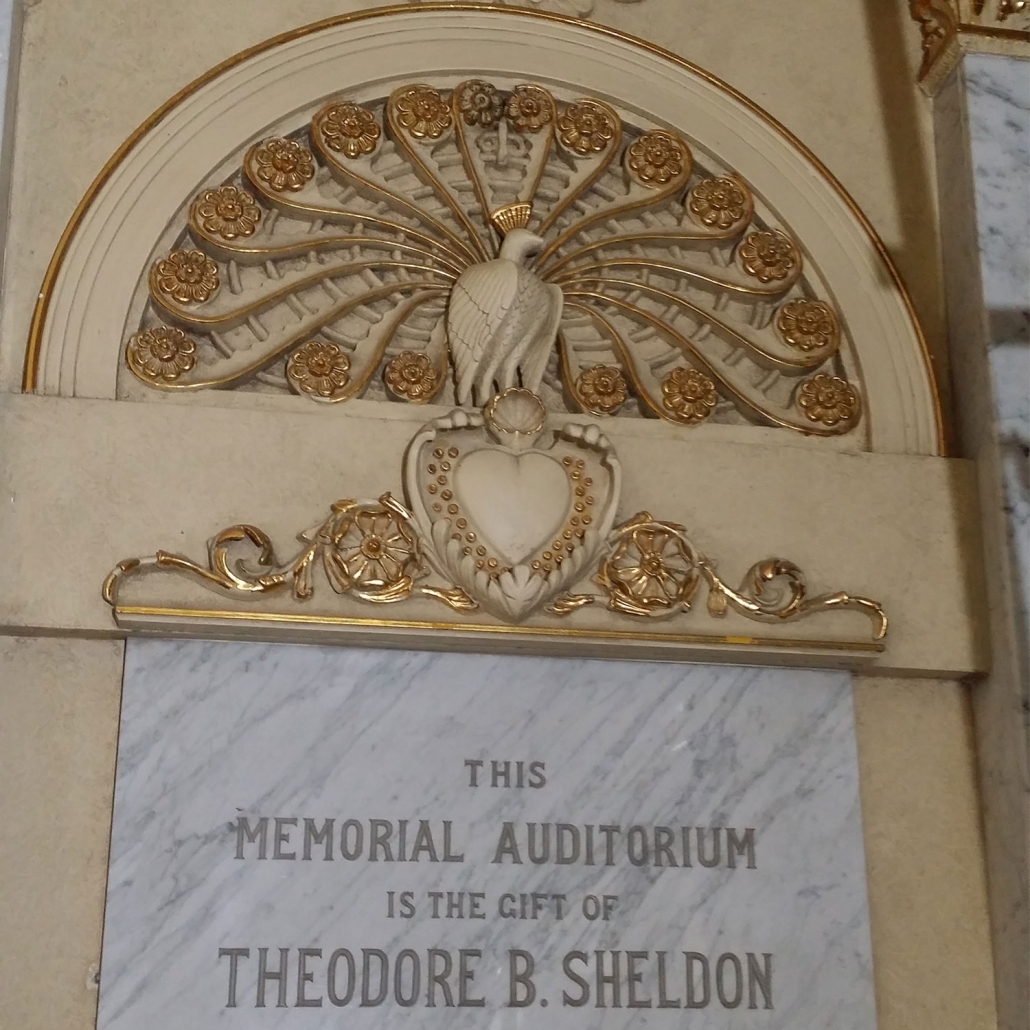 THIS
MEMORIAL AUDITORIUM
IS THE GIFT OF
THEODORE B. SHELDON